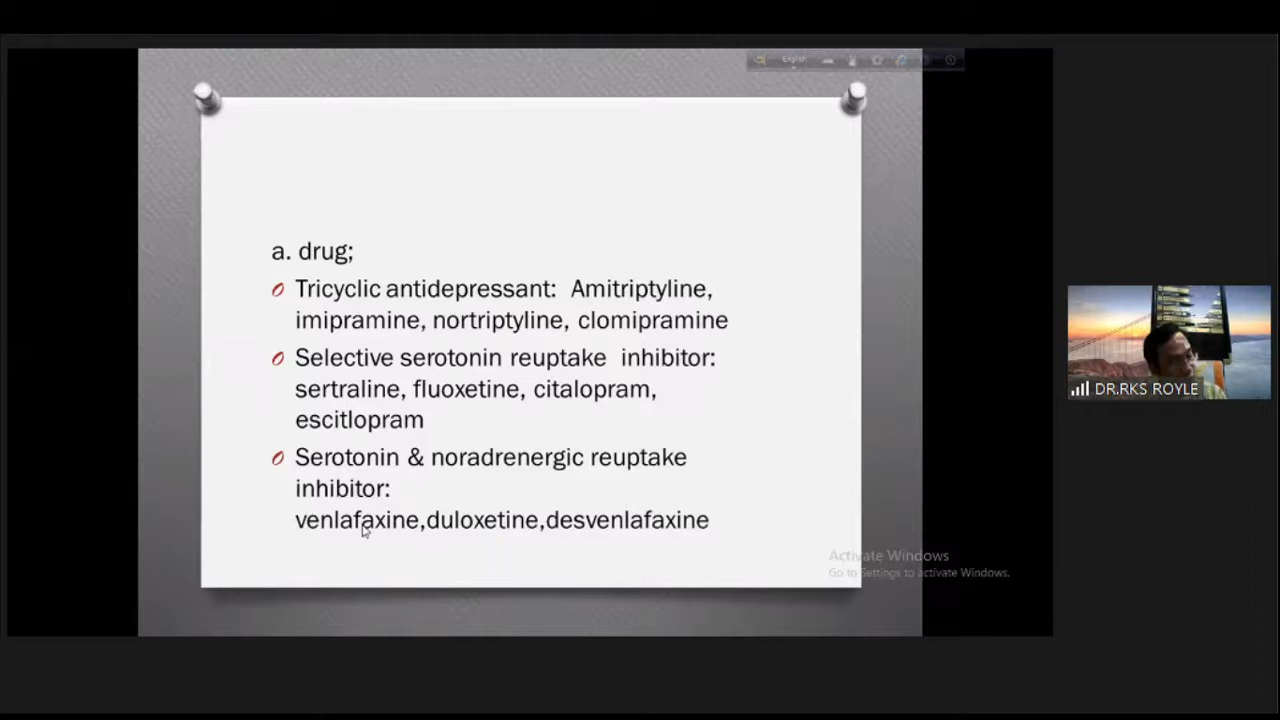 English
a. drug;
Tricyclic antidepressant: Amitriptyline,
imipramine, nortriptyline, clomipramine
Selective serotonin reuptake inhibitor:
sertraline, fluoxetine, citalopram,
escitlopram
Serotonin & noradrenergic reuptake
inhibitor:
venlafaxine,duloxetine,desvenlafaxine
DR.RKS ROYLE
Activate Windows
Go to Settings to activate Windows.